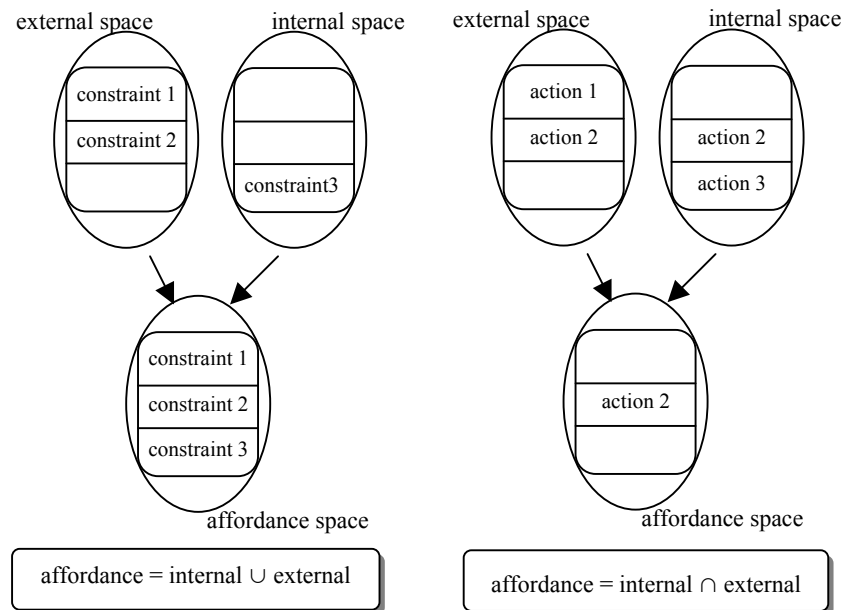 external space
internal space
constraint 1
constraint 2
constraint3
constraint 1
constraint 2
constraint 3
affordance space
affordance = internal ∪ external
external space
internal space
action 1
action 2
action 2
action 3
action 2
affordance space
affordance = internal ∩ external